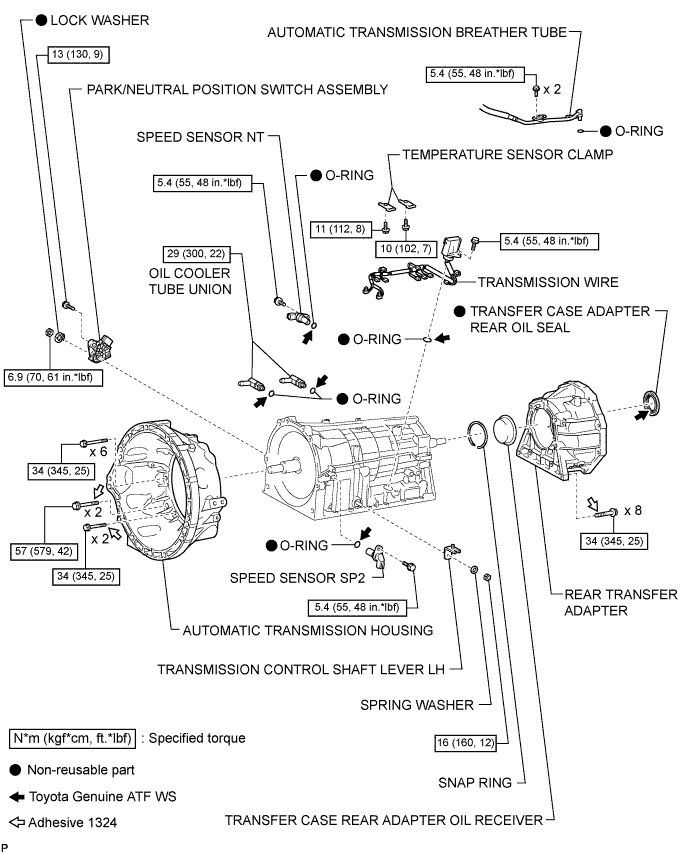 LOCK WASHER
AUTOMATIC TRANSMISSION BREATHER TUBE
13 (130, 9)
5.4 (55, 48 in.*lbf)
x 2
PARK/NEUTRAL POSITION SWITCH ASSEMBLY
O-RING
SPEED SENSOR NT
TEMPERATURE SENSOR CLAMP
O-RING
5.4 (55, 48 in.*lbf)
11 (112, 8)
10 (102, 7)
5.4 (55, 48 in.*lbf)
29 (300, 22)
OIL COOLER
TUBE UNION
TRANSMISSION WIRE
TRANSFER CASE ADAPTER
REAR OIL SEAL
O-RING
6.9 (70, 61 in.*lbf)
O-RING
x 6
34 (345, 25)
x 2
x 8
57 (579, 42)
x 2
34 (345, 25)
34 (345, 25)
O-RING
SPEED SENSOR SP2
5.4 (55, 48 in.*lbf)
REAR TRANSFER
ADAPTER
AUTOMATIC TRANSMISSION HOUSING
TRANSMISSION CONTROL SHAFT LEVER LH
SPRING WASHER
N*m (kgf*cm, ft.*lbf) : Specified torque
16 (160, 12)
Non-reusable part
SNAP RING
Toyota Genuine ATF WS
Adhesive 1324
TRANSFER CASE REAR ADAPTER OIL RECEIVER
P